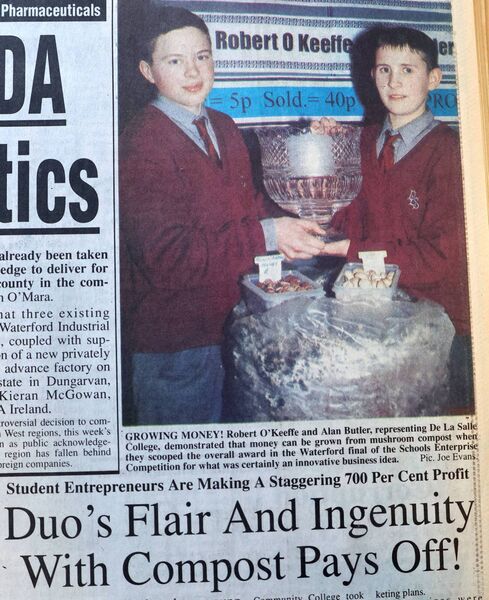 Pharmaceuticals
DA
tics
already been taken
edge to deliver for
county in the com-
n O'Mara.
hat three existing
Waterford Industrial
, coupled with sup-
on of a new privately
advance factory on
state in Dungarvan,
Kieran McGowan,
A Ireland.
roversial decision to com-
n West regions, this week's
n as public acknowledge-
region has fallen behind
oreign companies.
Robert O Keeffe
der
= 5p Sold.= 40p
PRO
GROWING MONEY! Robert O'Keeffe and Alan Butler, representing De La Salle
College, demonstrated that money can be grown from mushroom compost when
they scooped the overall award in the Waterford final of the Schools Enterprise
Competition for what was certainly an innovative business idea. Pic. Joe Evans
Student Entrepreneurs Are Making A Staggering 700 Per Cent Profit
Duo's Flair And Ingenuity
With Compost Pays Off!
Community College took
keting plans.
were